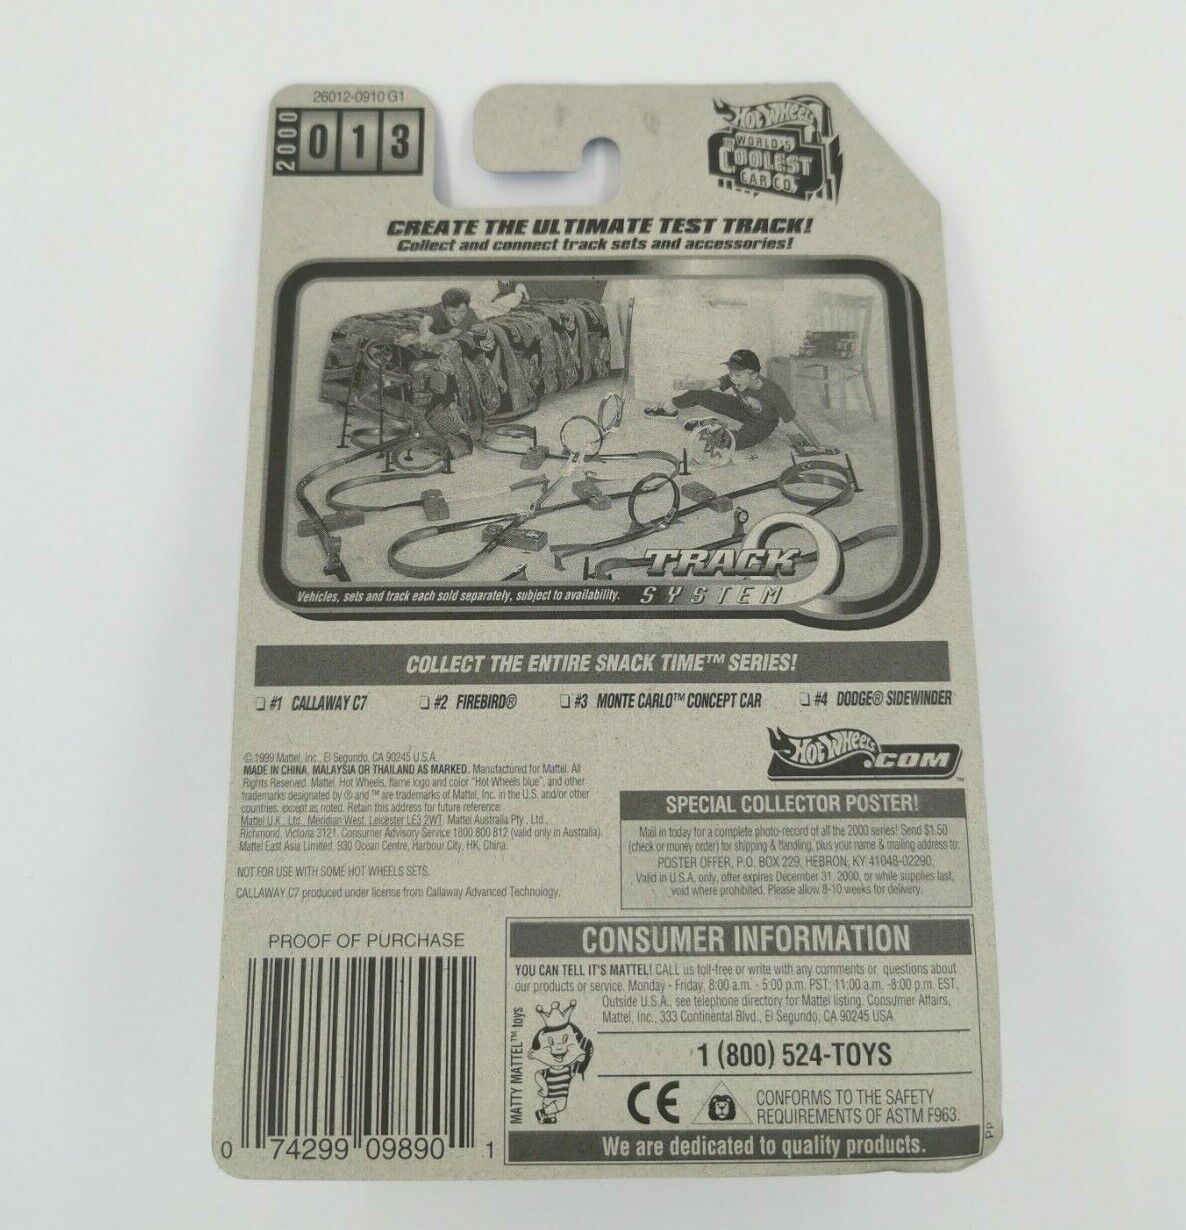 26012-0910 G1
2000
013
HOT WHEELS
WORLD'S
COOLEST
CAR CO.
CREATE THE ULTIMATE TEST TRACK!
Collect and connect track sets and accessories!
TRACK
SYSTEM
Vehicles, sets and track each sold separately, subject to availability.
COLLECT THE ENTIRE SNACK TIME™ SERIES!
#1 CALLAWAY C7 #2 FIREBIRD® #3 MONTE CARLO™ CONCEPT CAR #4 DODGE® SIDEWINDER
© 1999 Mattel, Inc., El Segundo, CA 90245 U.S.A.
MADE IN CHINA, MALAYSIA OR THAILAND AS MARKED. Manufactured for Mattel. All
Rights Reserved. Mattel, Hot Wheels, flame logo and color "Hot Wheels blue", and other
trademarks designated by ® and ™ are trademarks of Mattel, Inc. in the U.S. and/or other
countries, except as noted. Retain this address for future reference:
Mattel U.K., Ltd., Meridian West, Leicester LE3 2WT. Mattel Australia Pty., Ltd.,
Richmond, Victoria 3121. Consumer Advisory Service 1800 800 812 (valid only in Australia).
Mattel East Asia Limited, 930 Ocean Centre, Harbour City, HK, China.
NOT FOR USE WITH SOME HOT WHEELS SETS.
CALLAWAY C7 produced under license from Callaway Advanced Technology.
HOT WHEELS .COM™
SPECIAL COLLECTOR POSTER!
Mail in today for a complete photo-record of all the 2000 series! Send $1.50
(check or money order) for shipping & handling, plus your name & mailing address to:
POSTER OFFER, P.O. BOX 229, HEBRON, KY 41048-02290.
Valid in U.S.A. only, offer expires December 31, 2000, or while supplies last,
void where prohibited. Please allow 8-10 weeks for delivery.
PROOF OF PURCHASE
0 74299 09890 1
CONSUMER INFORMATION
YOU CAN TELL IT'S MATTEL! CALL us toll-free or write with any comments or questions about
our products or service. Monday - Friday, 8:00 a.m. - 5:00 p.m. PST; 11:00 a.m. -8:00 p.m. EST.
Outside U.S.A., see telephone directory for Mattel listing. Consumer Affairs,
Mattel, Inc., 333 Continental Blvd., El Segundo, CA 90245 USA
MATTY MATTEL™ toys
1 (800) 524-TOYS
CE
CONFORMS TO THE SAFETY
REQUIREMENTS OF ASTM F963.
We are dedicated to quality products.
PP